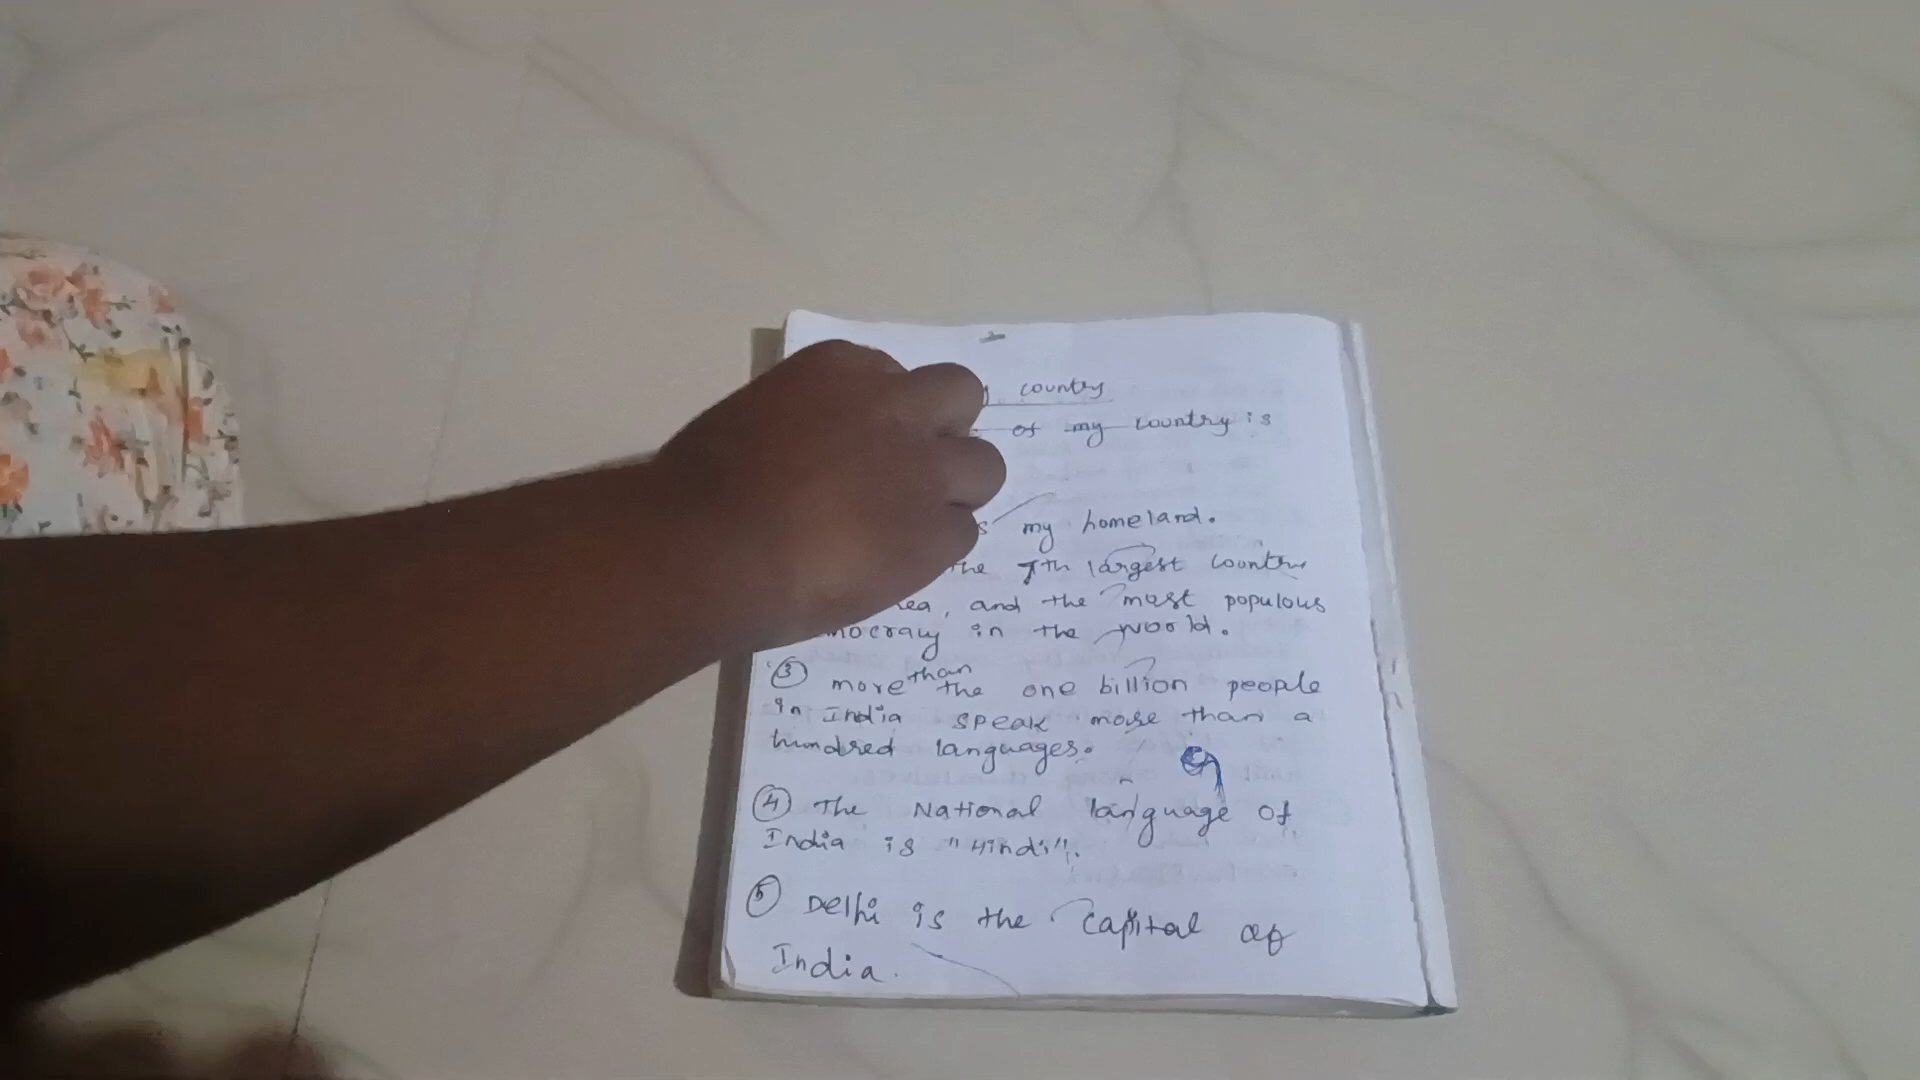 country
of my country is
my homeland.
the 7th largest country
and the most populous
in the world.
③ more than the one billion people
in India speak more than a
hundred languages.
④ The National language of
India is "Hindi".
⑤ Delhi is the capital of
India.